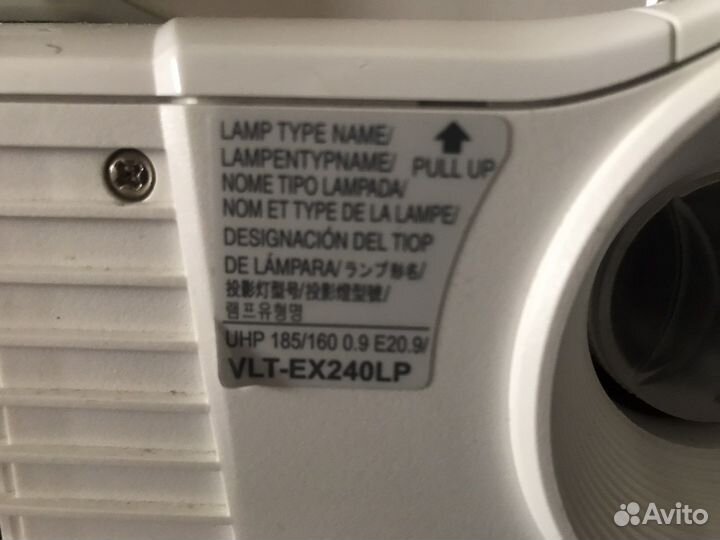 LAMP TYPE NAME/
LAMPENTYPNAME/
NOME TIPO LAMPADA/
NOM ET TYPE DE LA LAMPE/
DESIGNACIÓN DEL TIOP
DE LÁMPARA/ランプ形名/
投影灯型号/投影燈型號/
램프유형명
UHP 185/160 0.9 E20.9/
VLT-EX240LP
PULL UP
Avito